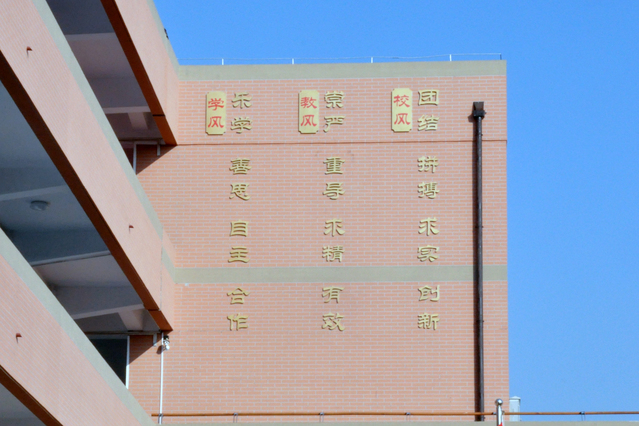 校风 团结 拼搏 求实 创新
教风 崇严 重导 求精 有效
学风 乐学 善思 自主 合作